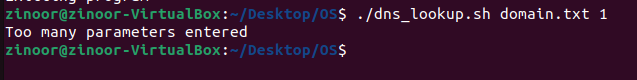 zinoor@zinoor-VirtualBox:~/Desktop/OS$ ./dns_lookup.sh domain.txt 1
Too many parameters entered
zinoor@zinoor-VirtualBox:~/Desktop/OS$